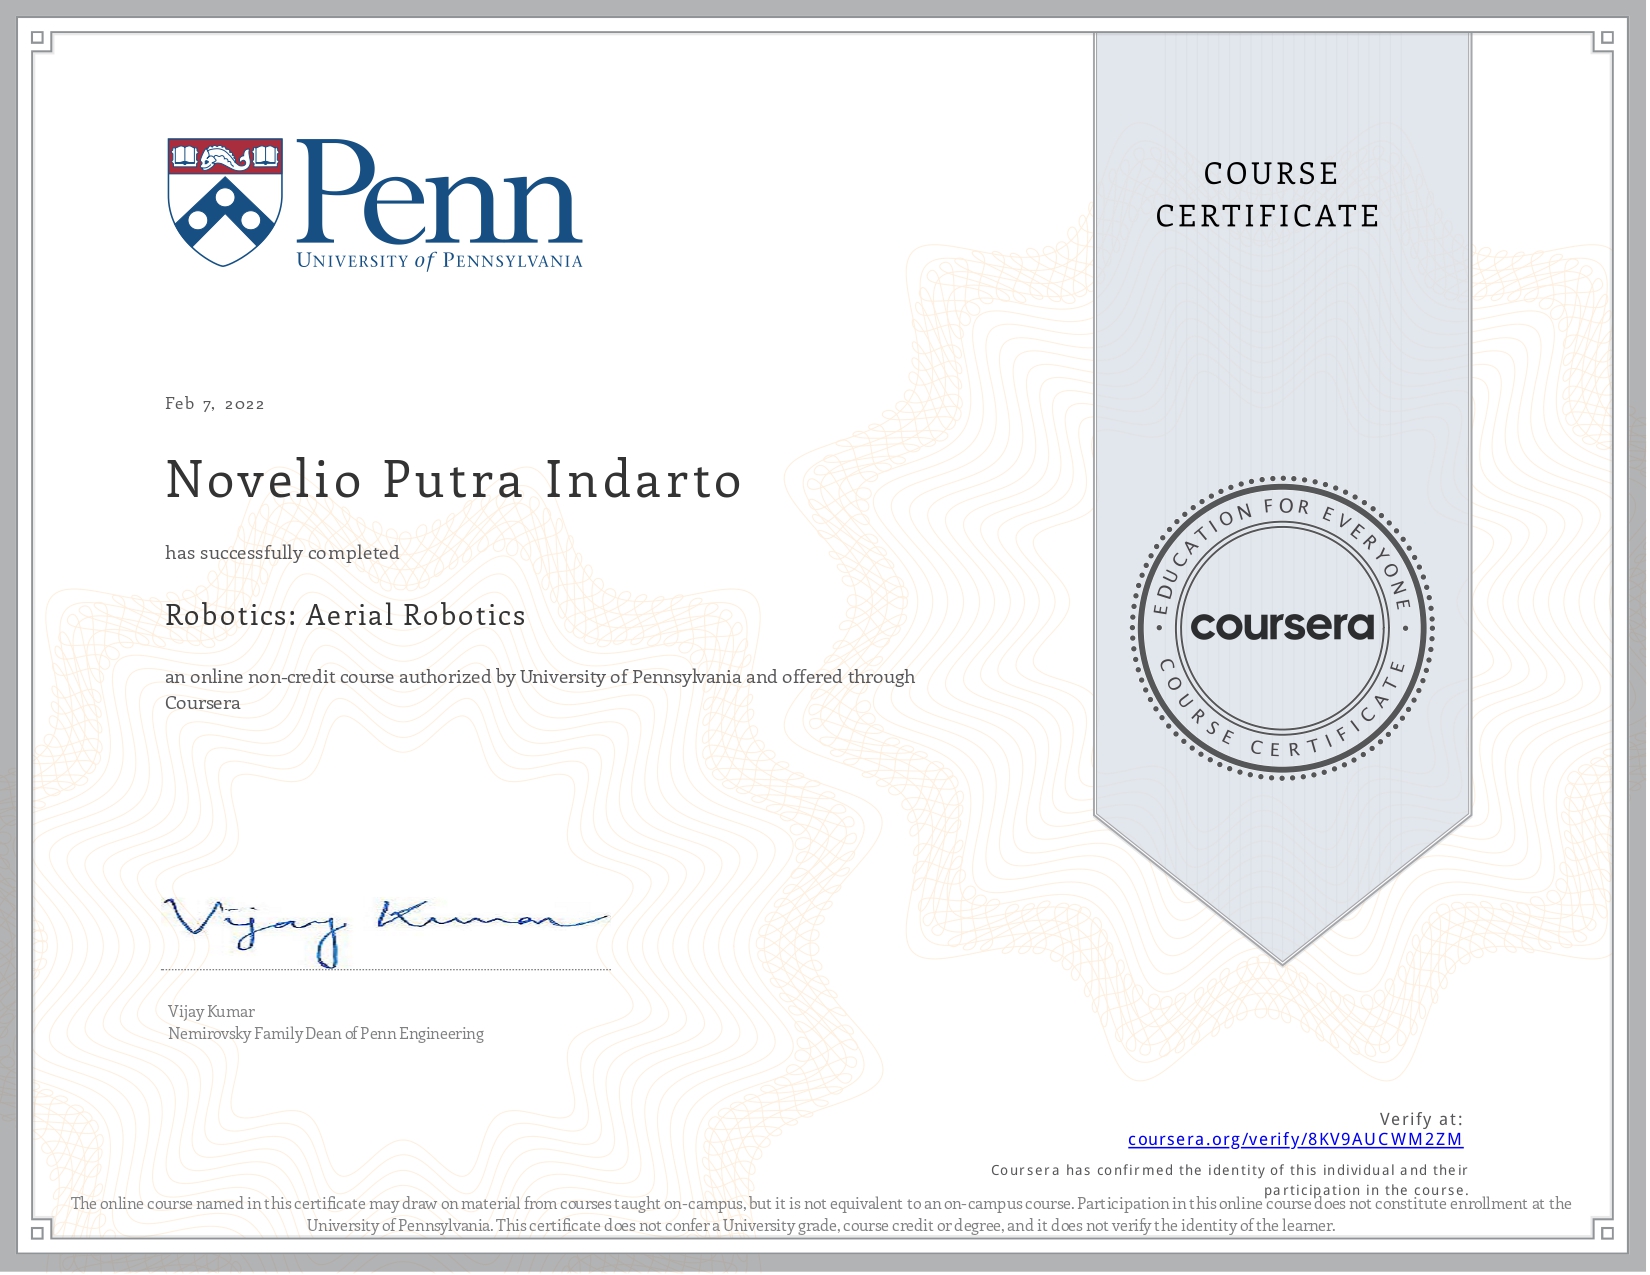 Penn
UNIVERSITY of PENNSYLVANIA
COURSE
CERTIFICATE
Feb 7, 2022
Novelio Putra Indarto
has successfully completed
Robotics: Aerial Robotics
an online non-credit course authorized by University of Pennsylvania and offered through
Coursera
EDUCATION FOR EVERYONE
coursera
COURSE CERTIFICATE
Vijay Kumar
Vijay Kumar
Nemirovsky Family Dean of Penn Engineering
Verify at:
coursera.org/verify/8KV9AUCWM2ZM
Coursera has confirmed the identity of this individual and their
participation in the course.
The online course named in this certificate may draw on material from courses taught on-campus, but it is not equivalent to an on-campus course. Participation in this online course does not constitute enrollment at the
University of Pennsylvania. This certificate does not confer a University grade, course credit or degree, and it does not verify the identity of the learner.